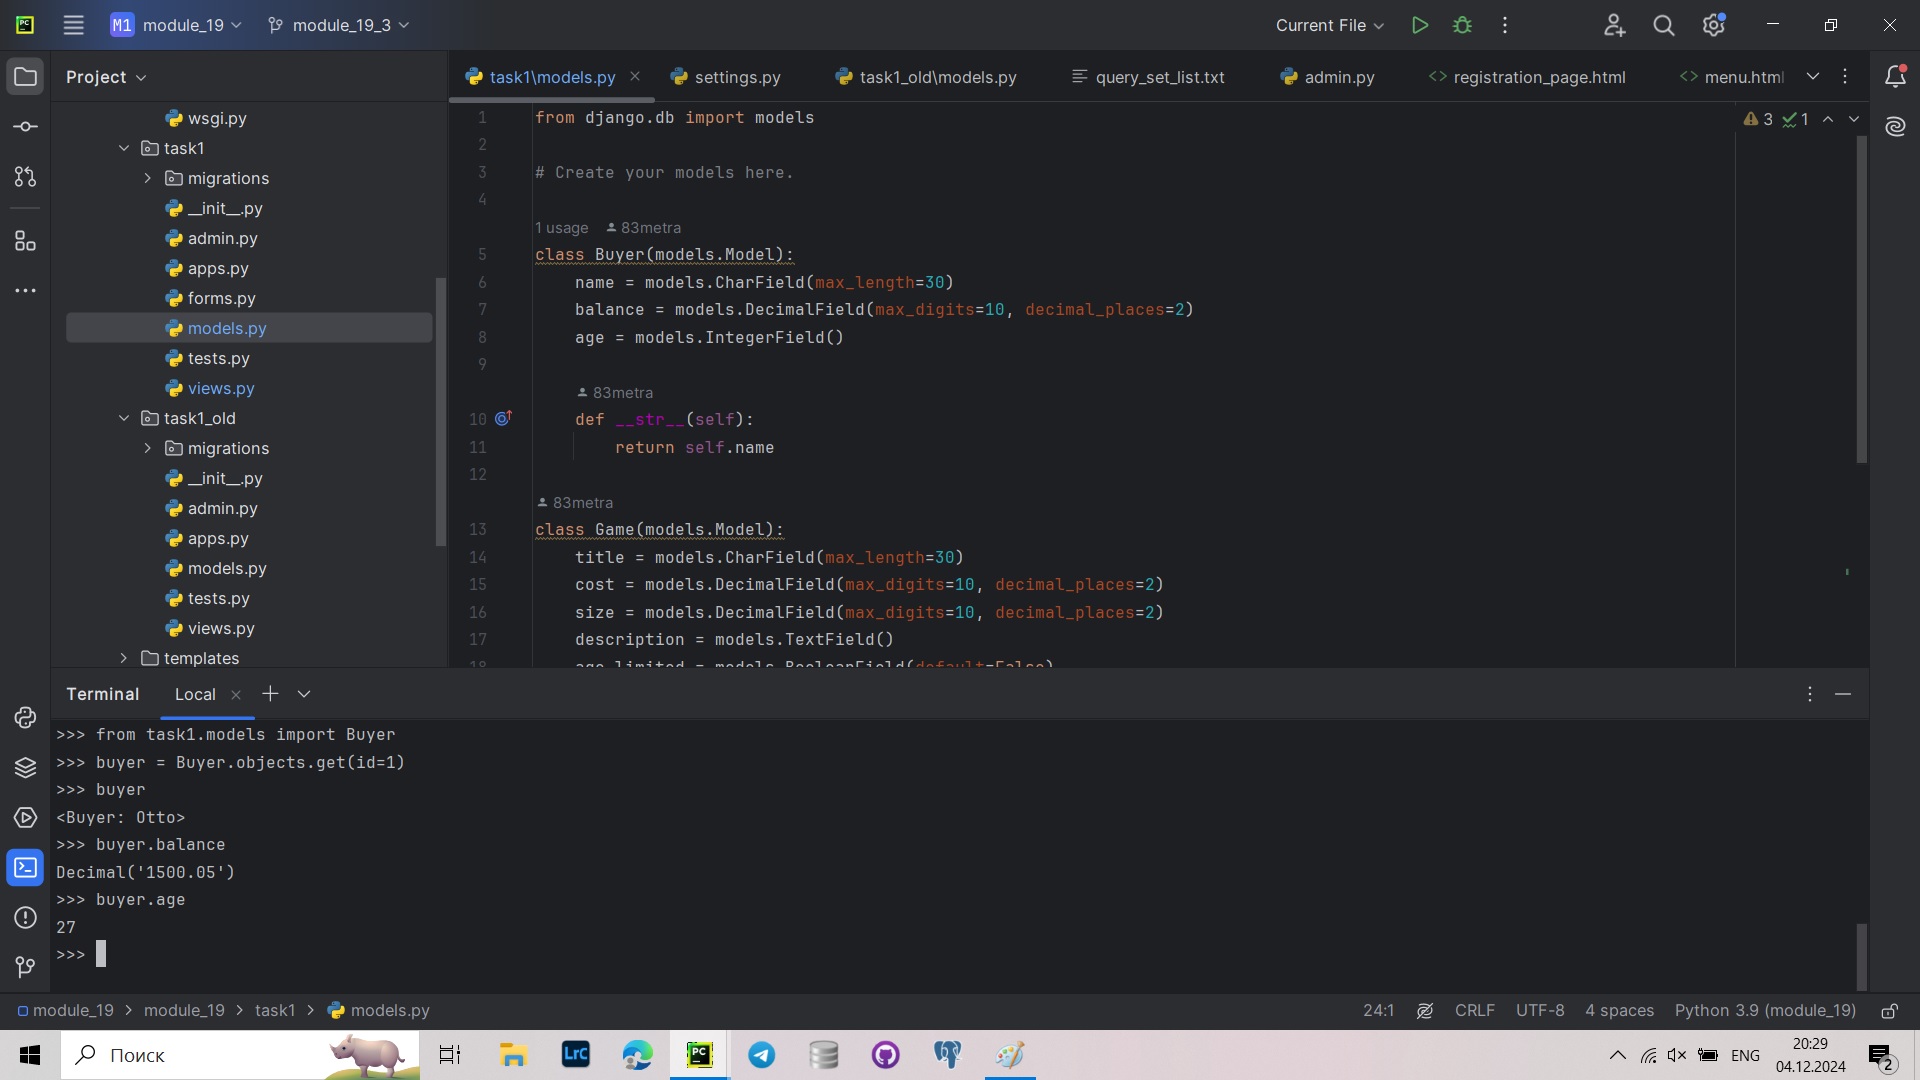 M1 module_19 module_19_3 Current File
Project
wsgi.py
task1
migrations
__init__.py
admin.py
apps.py
forms.py
models.py
tests.py
views.py
task1_old
migrations
__init__.py
admin.py
apps.py
models.py
tests.py
views.py
templates
task1\models.py settings.py task1_old\models.py query_set_list.txt admin.py registration_page.html menu.html
3 1
1 from django.db import models
2
3 # Create your models here.
4
1 usage 83metra
5 class Buyer(models.Model):
6 name = models.CharField(max_length=30)
7 balance = models.DecimalField(max_digits=10, decimal_places=2)
8 age = models.IntegerField()
9
83metra
10 def __str__(self):
11 return self.name
12
83metra
13 class Game(models.Model):
14 title = models.CharField(max_length=30)
15 cost = models.DecimalField(max_digits=10, decimal_places=2)
16 size = models.DecimalField(max_digits=10, decimal_places=2)
17 description = models.TextField()
18 age_limited = models.BooleanField(default=False)
Terminal Local
>>> from task1.models import Buyer
>>> buyer = Buyer.objects.get(id=1)
>>> buyer
<Buyer: Otto>
>>> buyer.balance
Decimal('1500.05')
>>> buyer.age
27
>>>
module_19 > module_19 > task1 > models.py 24:1 CRLF UTF-8 4 spaces Python 3.9 (module_19)
Поиск LrC PC ENG
20:29
04.12.2024
2